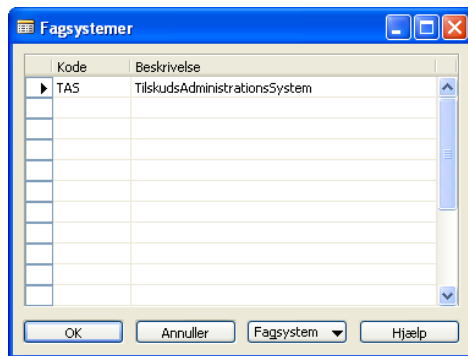 Fagsystemer
Kode Beskrivelse
TAS TilskudsAdministrationsSystem
OK Annuller Fagsystem Hjælp